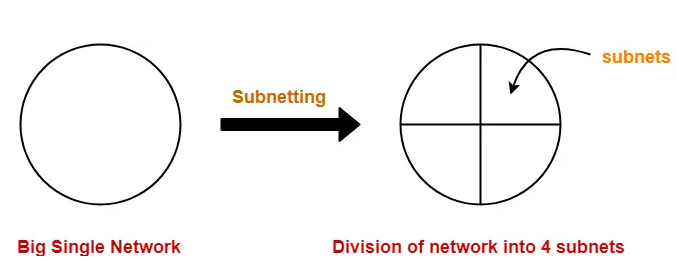 Subnetting
subnets
Big Single Network
Division of network into 4 subnets